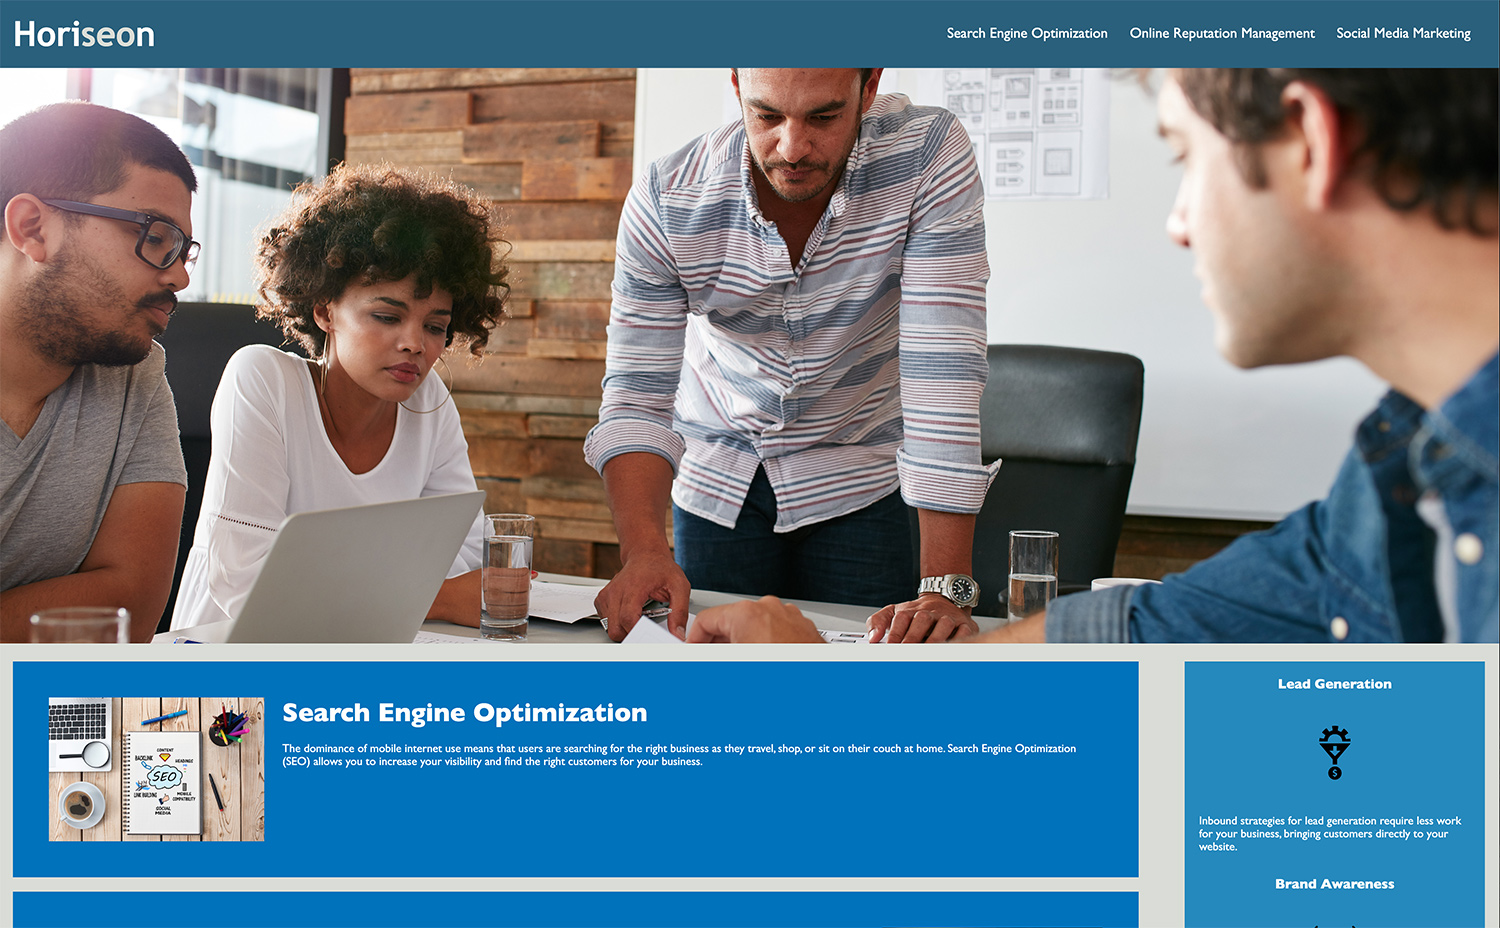 Horiseon
Search Engine Optimization
Online Reputation Management
Social Media Marketing
Search Engine Optimization
The dominance of mobile internet use means that users are searching for the right business as they travel, shop, or sit on their couch at home. Search Engine Optimization
(SEO) allows you to increase your visibility and find the right customers for your business.
CONTENT
BACKLINK
HEADINGS
SEO
LINK BUILDING
MOBILE
COMPATIBILITY
SOCIAL
MEDIA
Lead Generation
$
Inbound strategies for lead generation require less work
for your business, bringing customers directly to your
website.
Brand Awareness